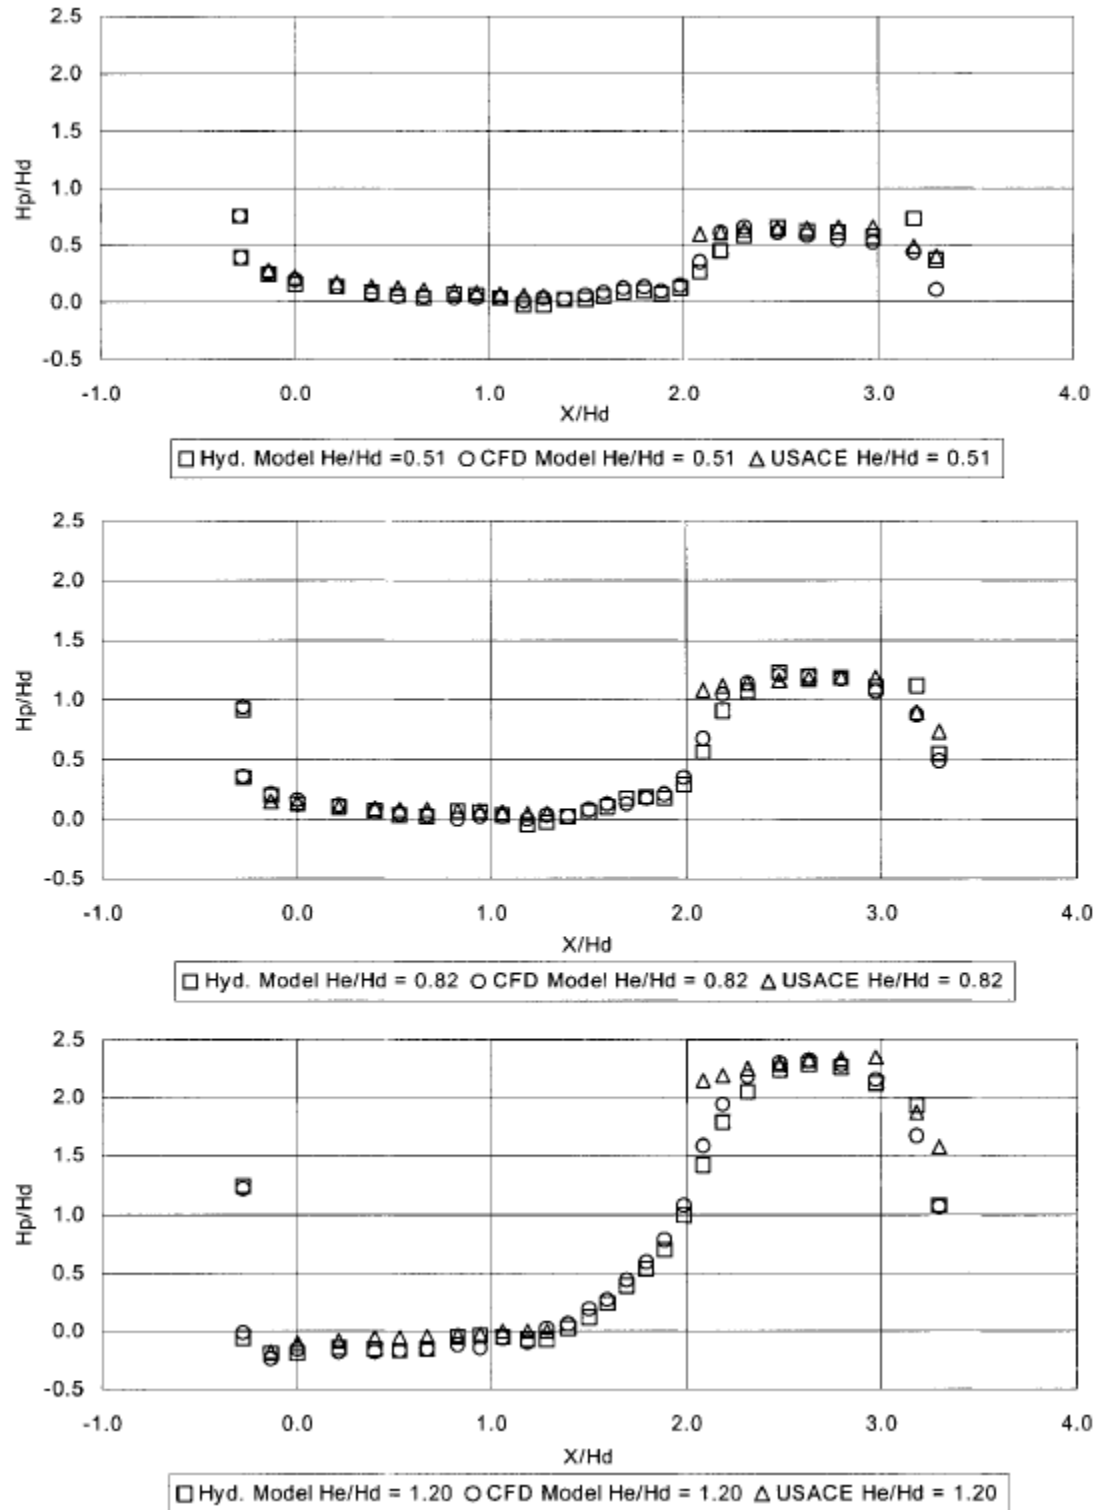 2.5
2.0
1.5
1.0
0.5
0.0
-0.5
Hp/Hd
-1.0 0.0 1.0 2.0 3.0 4.0
X/Hd
Hyd. Model He/Hd =0.51 CFD Model He/Hd = 0.51 USACE He/Hd = 0.51
2.5
2.0
1.5
1.0
0.5
0.0
-0.5
Hp/Hd
-1.0 0.0 1.0 2.0 3.0 4.0
X/Hd
Hyd. Model He/Hd = 0.82 CFD Model He/Hd = 0.82 USACE He/Hd = 0.82
2.5
2.0
1.5
1.0
0.5
0.0
-0.5
Hp/Hd
-1.0 0.0 1.0 2.0 3.0 4.0
X/Hd
Hyd. Model He/Hd = 1.20 CFD Model He/Hd = 1.20 USACE He/Hd = 1.20